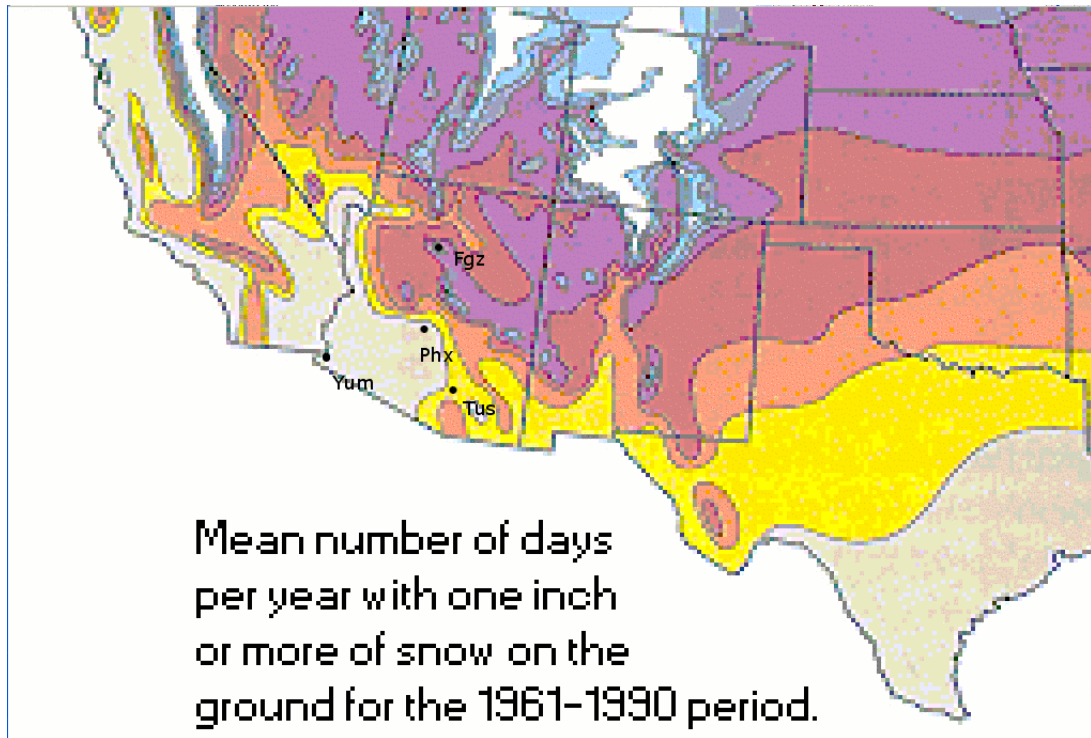 Fgz
Phx
Yum
Tus
Mean number of days
per year with one inch
or more of snow on the
ground for the 1961-1990 period.